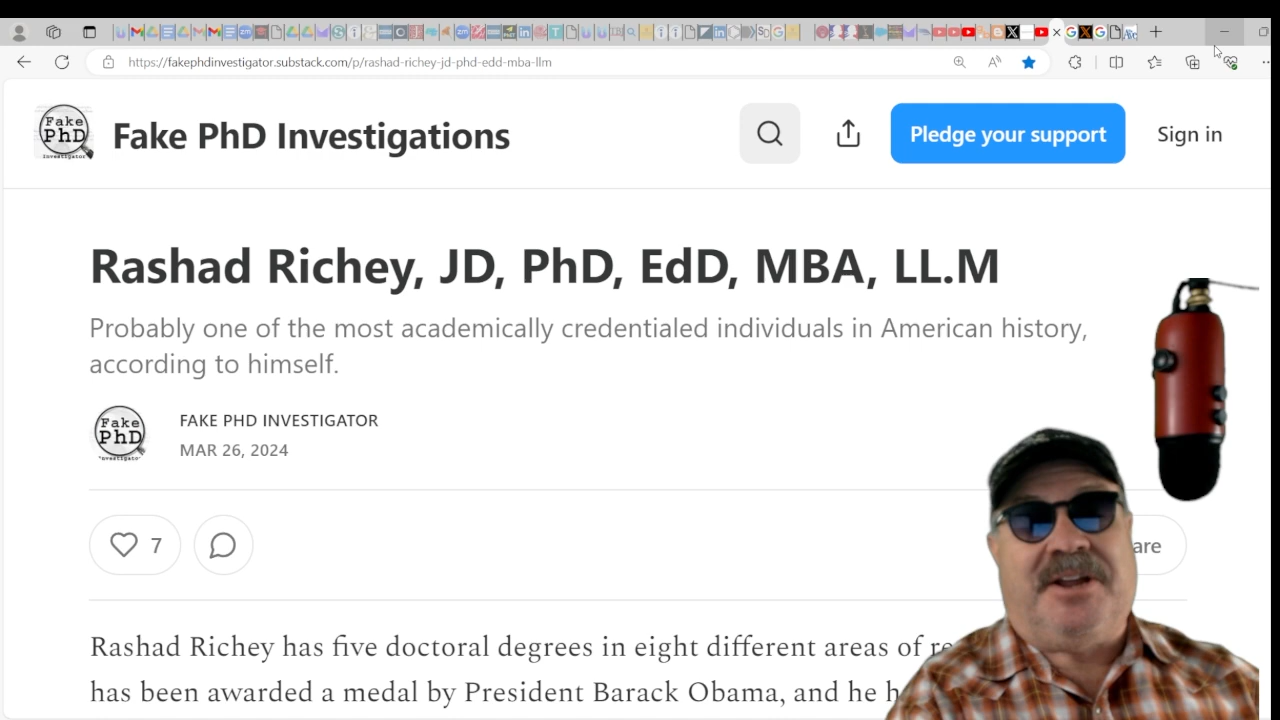 https://fakephdinvestigator.substack.com/p/rashad-richey-jd-phd-edd-mba-llm
Fake PhD Investigations
Pledge your support
Sign in
Fake
PhD
Investigator
Rashad Richey, JD, PhD, EdD, MBA, LL.M
Probably one of the most academically credentialed individuals in American history,
according to himself.
Fake
PhD
FAKE PHD INVESTIGATOR
MAR 26, 2024
7
are
Rashad Richey has five doctoral degrees in eight different areas of
has been awarded a medal by President Barack Obama, and he